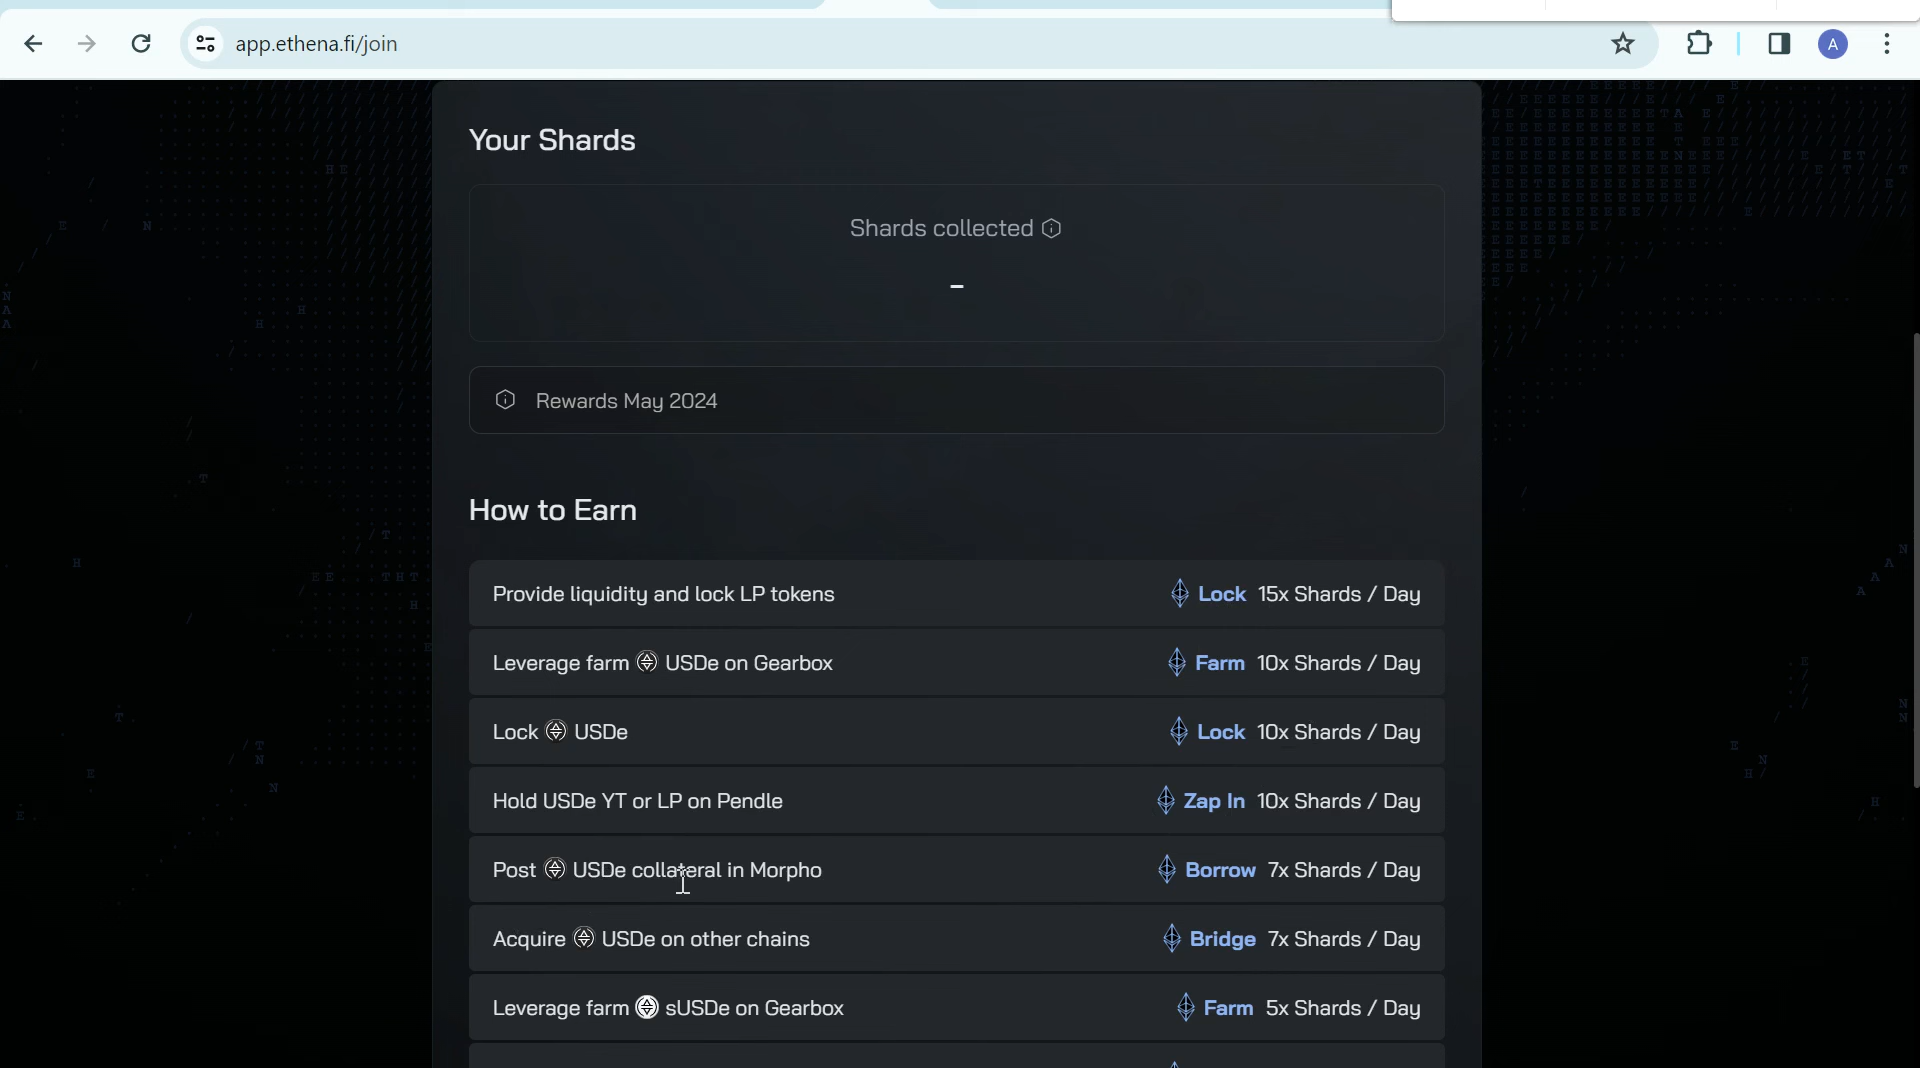 app.ethena.fi/join
A
Your Shards
Shards collected
–
Rewards May 2024
How to Earn
Provide liquidity and lock LP tokens Lock 15x Shards / Day
Leverage farm USDe on Gearbox Farm 10x Shards / Day
Lock USDe Lock 10x Shards / Day
Hold USDe YT or LP on Pendle Zap In 10x Shards / Day
Post USDe collateral in Morpho Borrow 7x Shards / Day
Acquire USDe on other chains Bridge 7x Shards / Day
Leverage farm sUSDe on Gearbox Farm 5x Shards / Day